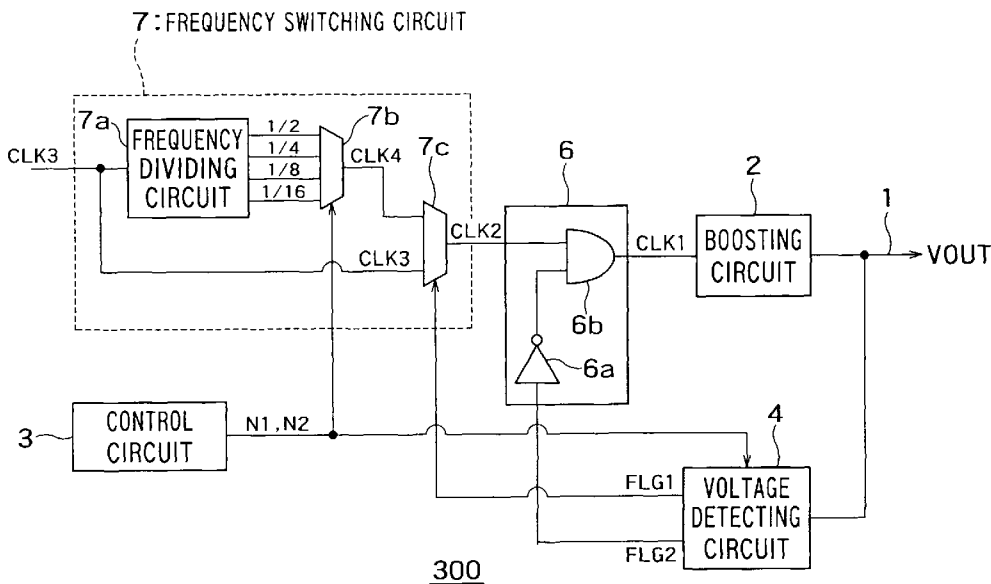 7: FREQUENCY SWITCHING CIRCUIT
7a
FREQUENCY
DIVIDING
CIRCUIT
1/2
1/4
1/8
1/16
7b
CLK3
CLK4
7c
CLK3
CLK2
6
6b
6a
CLK1
2
BOOSTING
CIRCUIT
1
VOUT
3
CONTROL
CIRCUIT
N1,N2
4
VOLTAGE
DETECTING
CIRCUIT
FLG1
FLG2
300